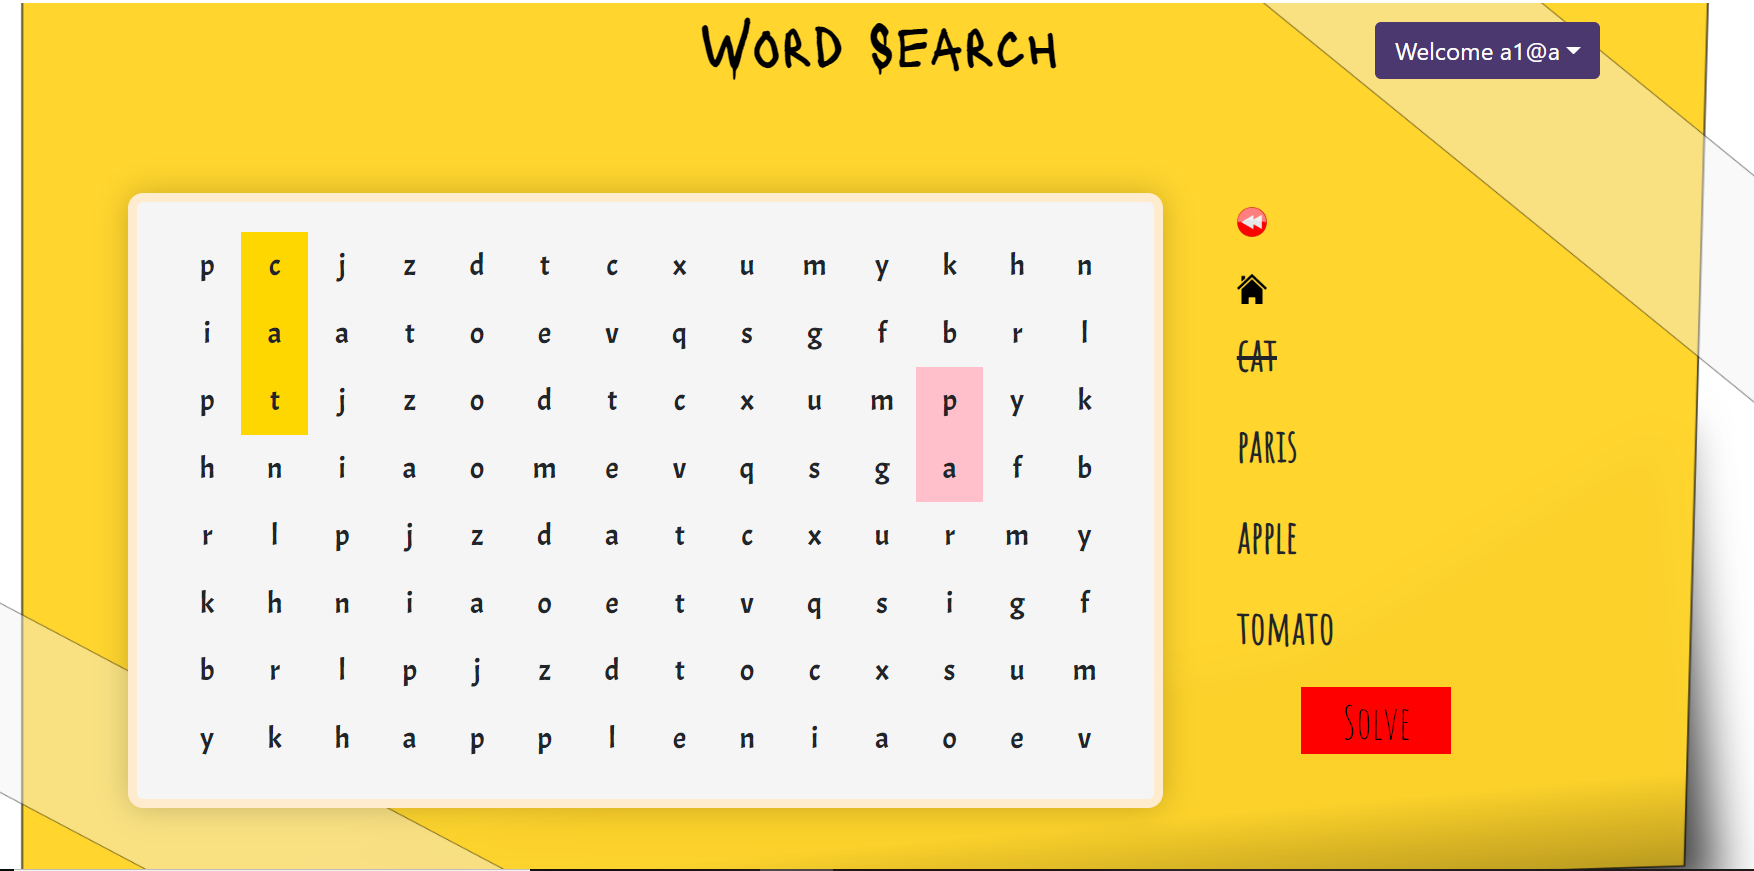 Word Search
Welcome a1@a
p c j z d t c x u m y k h n
i a a t o e v q s g f b r l
p t j z o d t c x u m p y k
h n i a o m e v q s g a f b
r l p j z d a t c x u r m y
k h n i a o e t v q s i g f
b r l p j z d t o c x s u m
y k h a p p l e n i a o e v
CAT
PARIS
APPLE
TOMATO
Solve